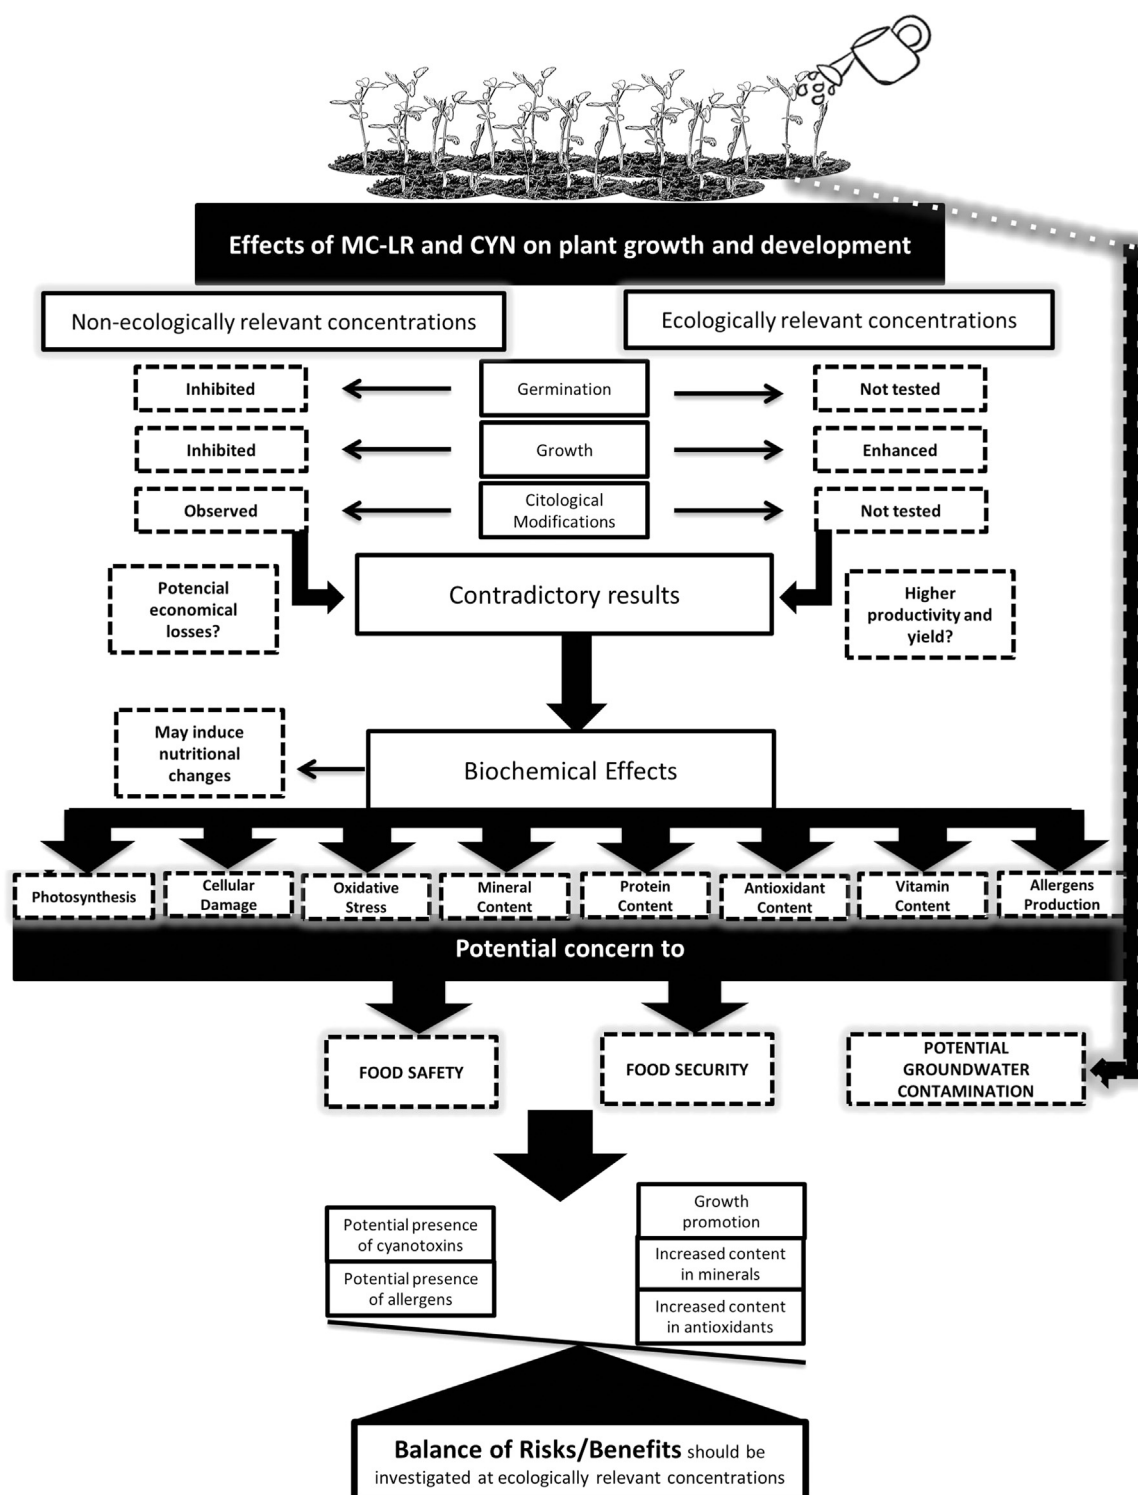 Effects of MC-LR and CYN on plant growth and development
Non-ecologically relevant concentrations
Ecologically relevant concentrations
Inhibited
Germination
Not tested
Inhibited
Growth
Enhanced
Observed
Citological
Modifications
Not tested
Potencial
economical
losses?
Contradictory results
Higher
productivity and
yield?
May induce
nutritional
changes
Biochemical Effects
Photosynthesis
Cellular
Damage
Oxidative
Stress
Mineral
Content
Protein
Content
Antioxidant
Content
Vitamin
Content
Allergens
Production
Potential concern to
FOOD SAFETY
FOOD SECURITY
POTENTIAL
GROUNDWATER
CONTAMINATION
Potential presence
of cyanotoxins
Potential presence
of allergens
Growth
promotion
Increased content
in minerals
Increased content
in antioxidants
Balance of Risks/Benefits should be
investigated at ecologically relevant concentrations